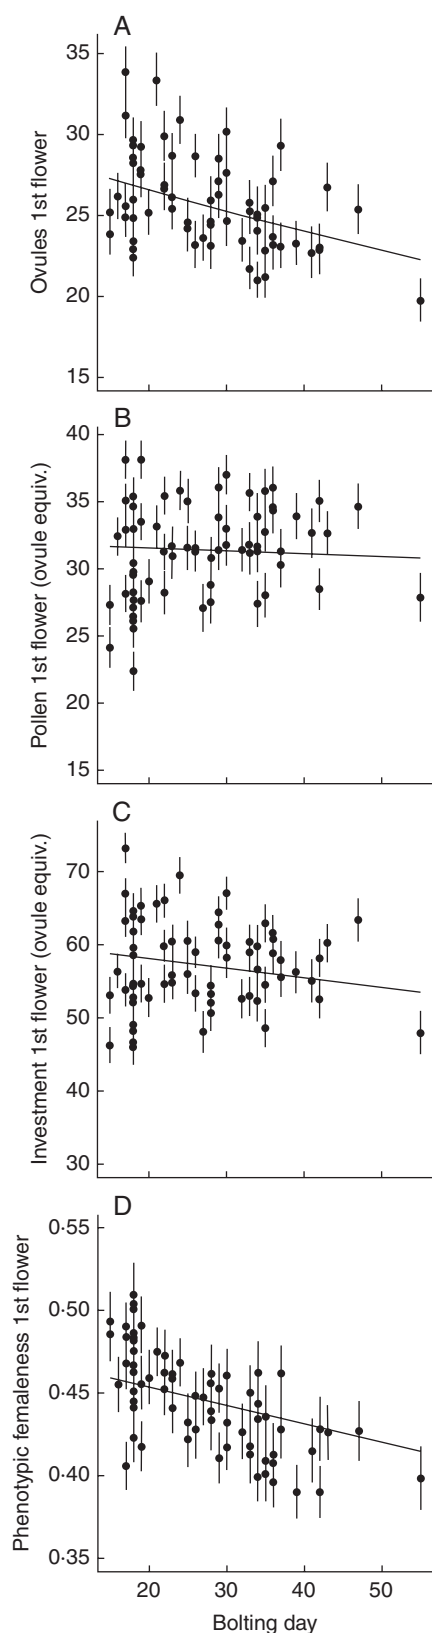 A
35
30
25
20
15
Ovules 1st flower
B
40
35
30
25
20
15
Pollen 1st flower (ovule equiv.)
C
70
60
50
40
30
Investment 1st flower (ovule equiv.)
D
0·55
0·50
0·45
0·40
0·35
Phenotypic femaleness 1st flower
20 30 40 50
Bolting day